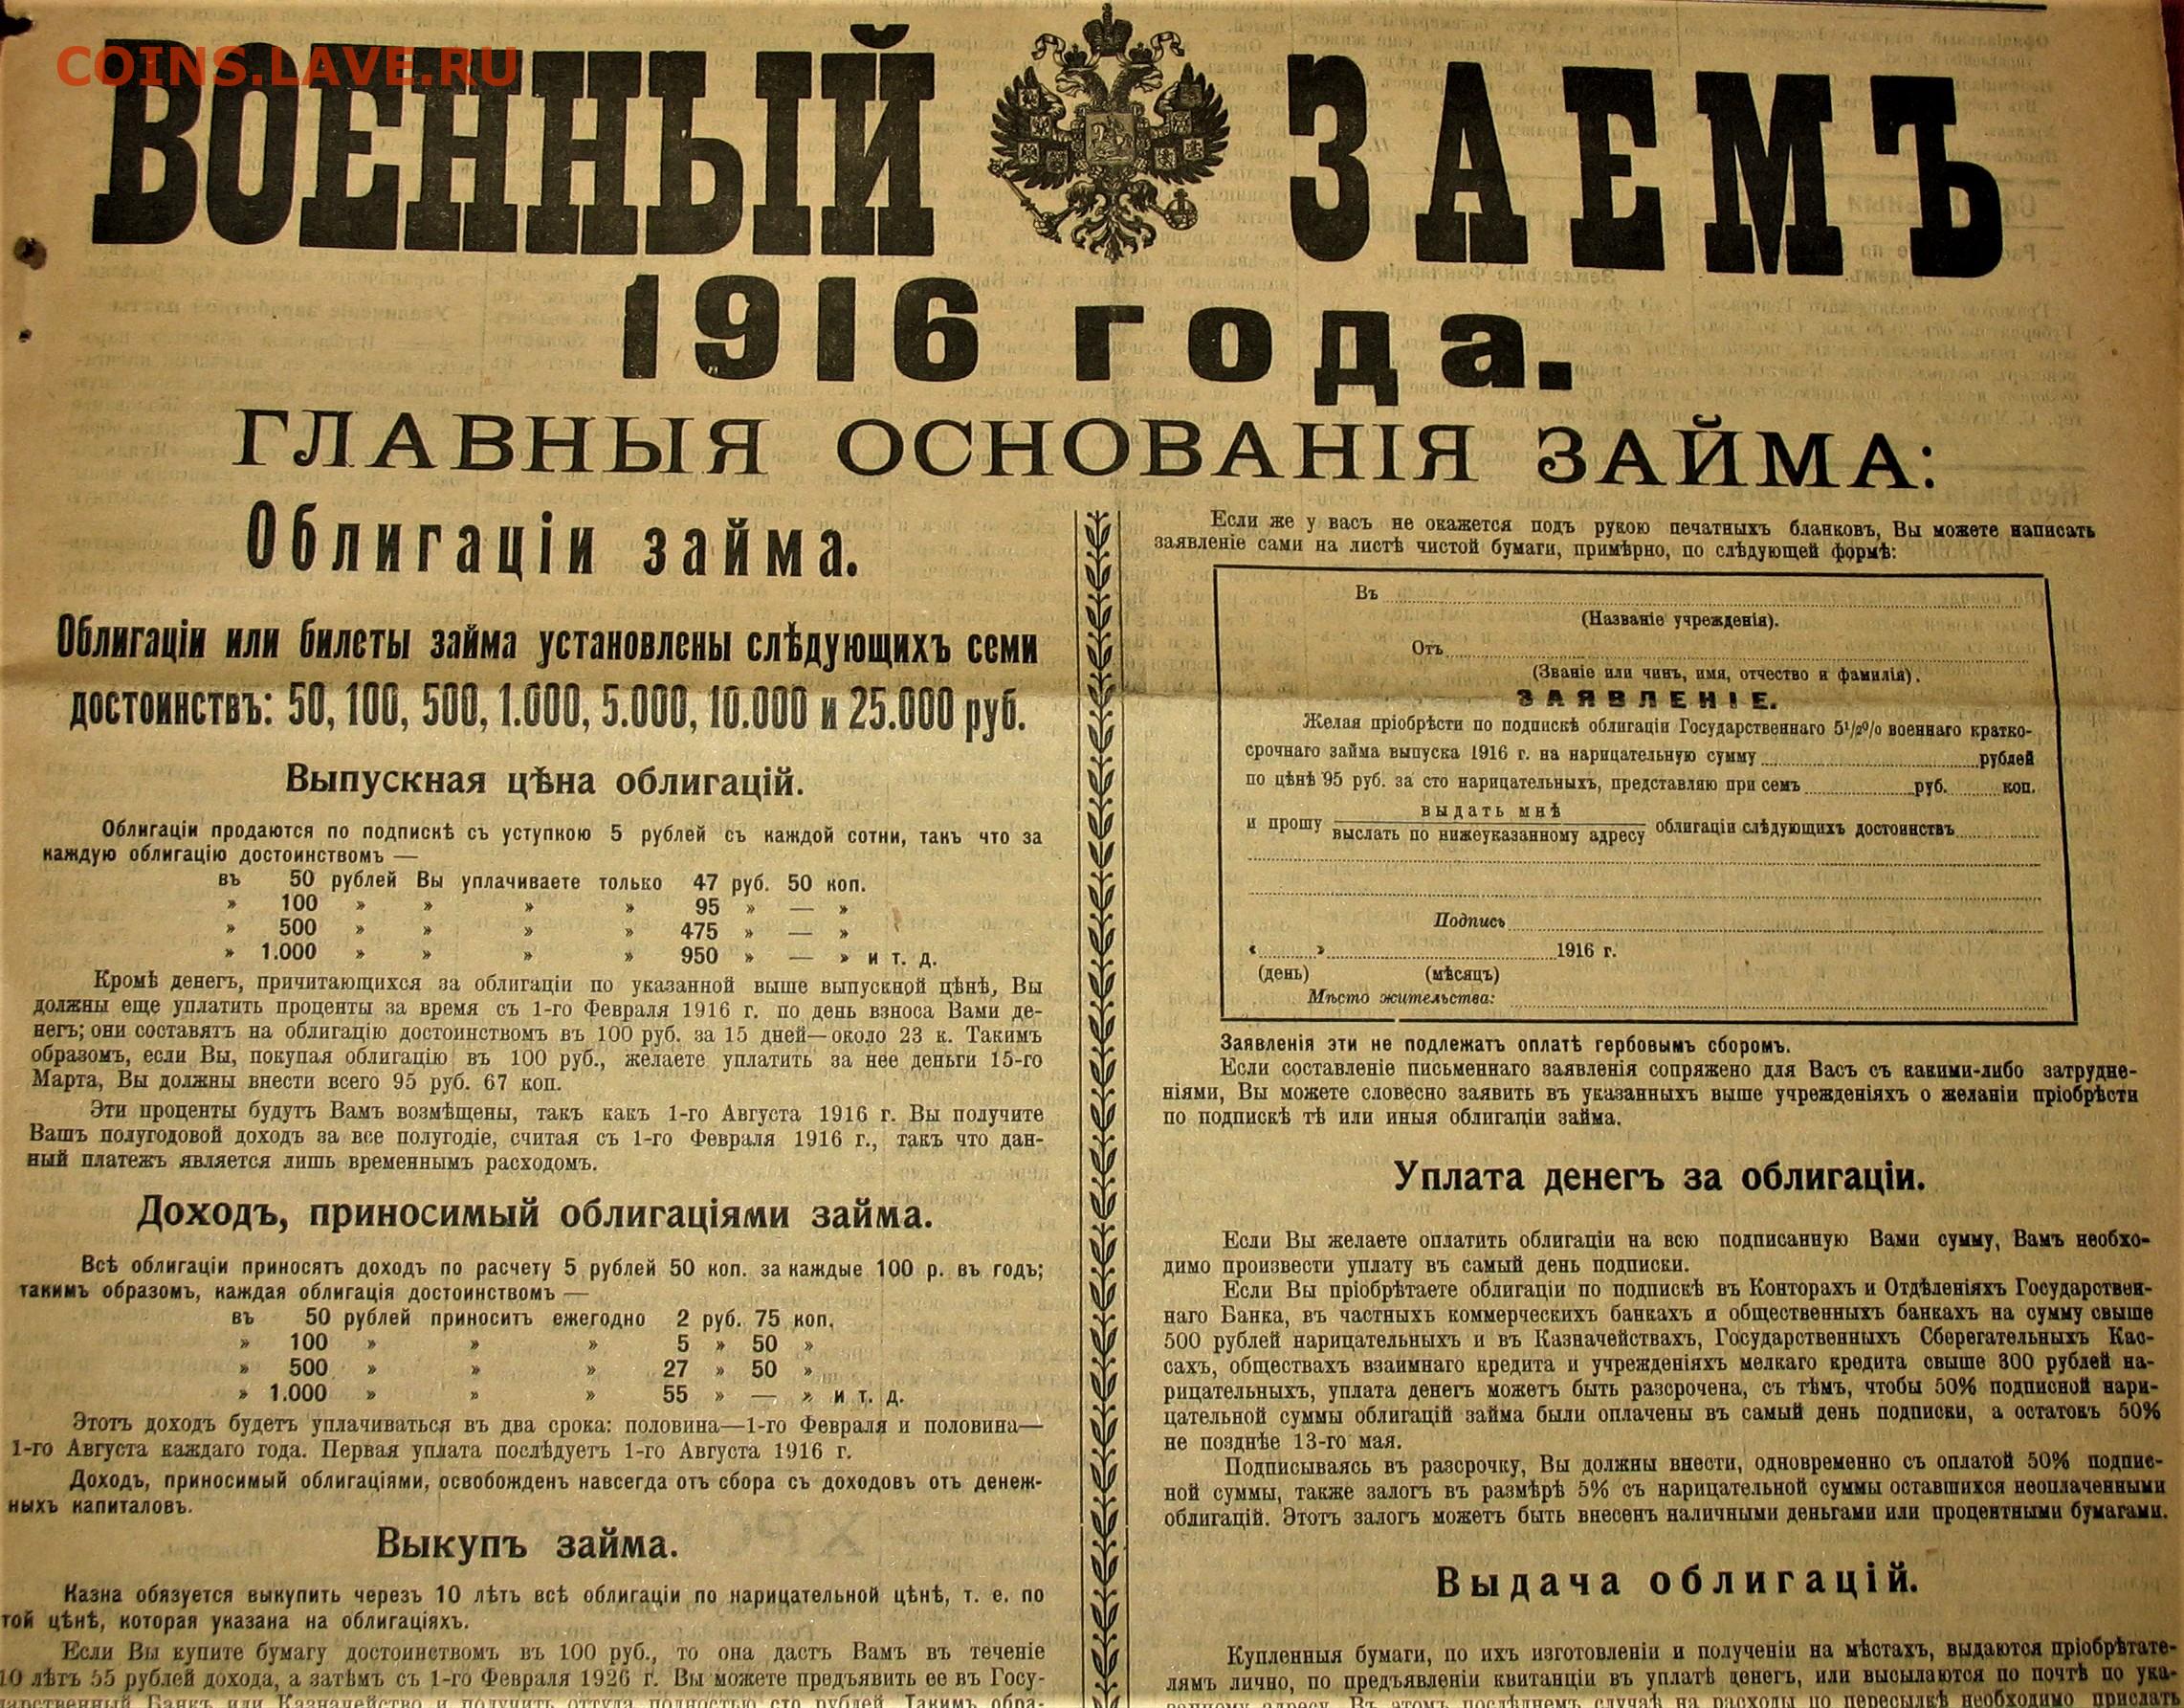 COINS.LAVE.RU
ВОЕННЫЙ ЗАЕМЪ
1916 года.
ГЛАВНЫЯ ОСНОВАНІЯ ЗАЙМА:
Облигаціи займа.
Облигаціи или билеты займа установлены слѣдующихъ семи
достоинствъ: 50, 100, 500, 1.000, 5.000, 10.000 и 25.000 руб.
Выпускная цѣна облигацій.
Облигаціи продаются по подпискѣ съ уступкою 5 рублей съ каждой сотни, такъ что за
каждую облигацію достоинствомъ —
въ 50 рублей Вы уплачиваете только 47 руб. 50 коп.
» 100 » » » » 95 » — »
» 500 » » » » 475 » — »
» 1.000 » » » » 950 » — » и т. д.
Кромѣ денегъ, причитающихся за облигаціи по указанной выше выпускной цѣнѣ, Вы
должны еще уплатить проценты за время съ 1-го Февраля 1916 г. по день взноса Вами де-
негъ; они составятъ на облигацію достоинствомъ въ 100 руб. за 15 дней—около 23 к. Такимъ
образомъ, если Вы, покупая облигацію въ 100 руб., желаете уплатить за нее деньги 15-го
Марта, Вы должны внести всего 95 руб. 67 коп.
Эти проценты будутъ Вамъ возмѣщены, такъ какъ 1-го Августа 1916 г. Вы получите
Вашъ полугодовой доходъ за все полугодіе, считая съ 1-го Февраля 1916 г., такъ что дан-
ный платежъ является лишь временнымъ расходомъ.
Доходъ, приносимый облигаціями займа.
Всѣ облигаціи приносятъ доходъ по расчету 5 рублей 50 коп. за каждые 100 р. въ годъ;
такимъ образомъ, каждая облигація достоинствомъ —
въ 50 рублей приноситъ ежегодно 2 руб. 75 коп.
» 100 » » » 5 » 50 »
» 500 » » » 27 » 50 »
» 1.000 » » » 55 » — » и т. д.
Этотъ доходъ будетъ уплачиваться въ два срока: половина—1-го Февраля и половина—
1-го Августа каждаго года. Первая уплата послѣдуетъ 1-го Августа 1916 г.
Доходъ, приносимый облигаціями, освобожденъ навсегда отъ сбора съ доходовъ отъ денеж-
ныхъ капиталовъ.
Выкупъ займа.
Казна обязуется выкупить черезъ 10 лѣтъ всѣ облигаціи по нарицательной цѣнѣ, т. е. по
той цѣнѣ, которая указана на облигаціяхъ.
Если Вы купите бумагу достоинствомъ въ 100 руб., то она дастъ Вамъ въ теченіе
10 лѣтъ 55 рублей дохода, а затѣмъ съ 1-го Февраля 1926 г. Вы можете предъявить ее въ Госу-
дарственный Банкъ или Казначейство и получить оттуда полностью сто рублей. Такимъ обра-
Если же у васъ не окажется подъ рукою печатныхъ бланковъ, Вы можете написать
заявленіе сами на листѣ чистой бумаги, примѣрно, по слѣдующей формѣ:
Въ
(Названіе учрежденія).
Отъ
(Званіе или чинъ, имя, отчество и фамилія).
ЗАЯВЛЕНІЕ.
Желая пріобрѣсти по подпискѣ облигаціи Государственнаго 5½% военнаго кратко-
срочнаго займа выпуска 1916 г. на нарицательную сумму рублей
по цѣнѣ 95 руб. за сто нарицательныхъ, представляю при семъ руб. коп.
выдать мнѣ
и прошу выслать по нижеуказанному адресу облигаціи слѣдующихъ достоинствъ
Подпись
« » 1916 г.
(день) (мѣсяцъ)
Мѣсто жительства:
Заявленія эти не подлежатъ оплатѣ гербовымъ сборомъ.
Если составленіе письменнаго заявленія сопряжено для Васъ съ какими-либо затрудне-
ніями, Вы можете словесно заявить въ указанныхъ выше учрежденіяхъ о желаніи пріобрѣсти
по подпискѣ тѣ или иныя облигаціи займа.
Уплата денегъ за облигаціи.
Если Вы желаете оплатить облигаціи на всю подписанную Вами сумму, Вамъ необхо-
димо произвести уплату въ самый день подписки.
Если Вы пріобрѣтаете облигаціи по подпискѣ въ Конторахъ и Отдѣленіяхъ Государствен-
наго Банка, въ частныхъ коммерческихъ банкахъ и общественныхъ банкахъ на сумму свыше
500 рублей нарицательныхъ и въ Казначействахъ, Государственныхъ Сберегательныхъ Кас-
сахъ, обществахъ взаимнаго кредита и учрежденіяхъ мелкаго кредита свыше 300 рублей на-
рицательныхъ, уплата денегъ можетъ быть разсрочена, съ тѣмъ, чтобы 50% подписной нари-
цательной суммы облигацій займа были оплачены въ самый день подписки, а остатокъ 50%
не позднѣе 13-го мая.
Подписываясь въ разсрочку, Вы должны внести, одновременно съ оплатой 50% подпис-
ной суммы, также залогъ въ размѣрѣ 5% съ нарицательной суммы оставшихся неоплаченными
облигацій. Этотъ залогъ можетъ быть внесенъ наличными деньгами или процентными бумагами.
Выдача облигацій.
Купленныя бумаги, по ихъ изготовленіи и полученіи на мѣстахъ, выдаются пріобрѣтате-
лямъ лично, по предъявленіи квитанціи въ уплатѣ денегъ, или высылаются по почтѣ по ука-
занному адресу. Въ этомъ послѣднемъ случаѣ на расходы по пересылкѣ необходимо прислать